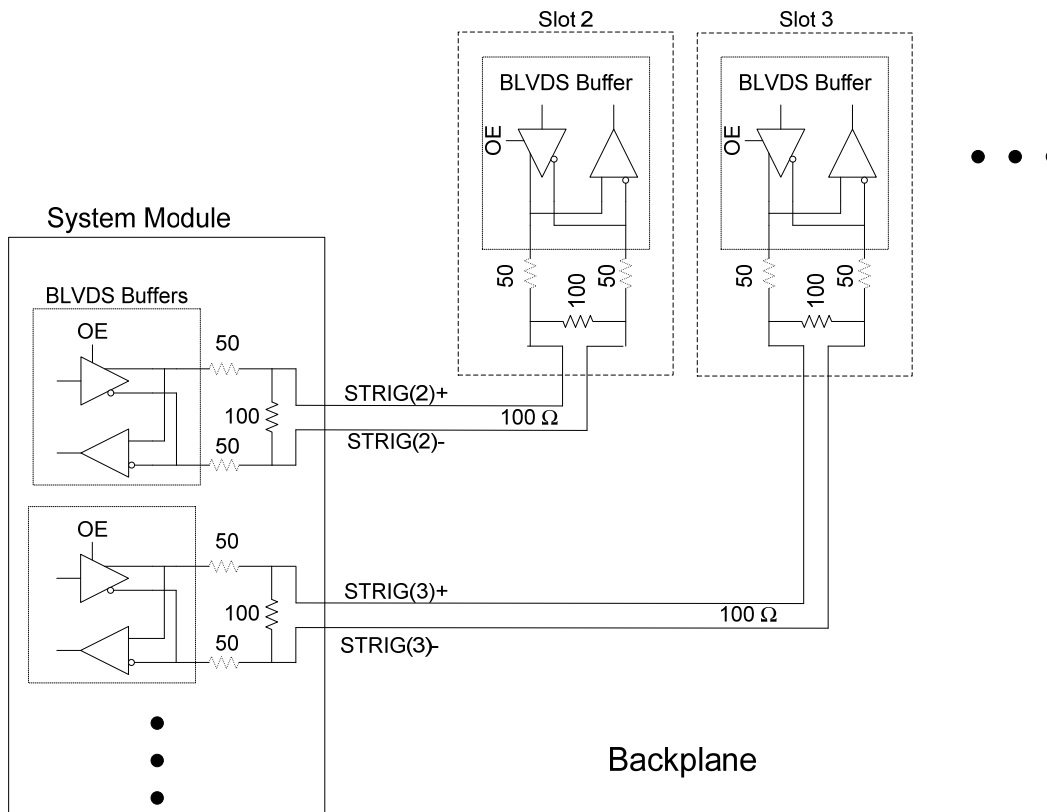 Slot 2
Slot 3
BLVDS Buffer
BLVDS Buffer
OE
OE
System Module
50
50
100
50
50
100
BLVDS Buffers
OE
50
100
50
STRIG(2)+
100 Ω
STRIG(2)-
OE
50
100
50
STRIG(3)+
100 Ω
STRIG(3)-
Backplane